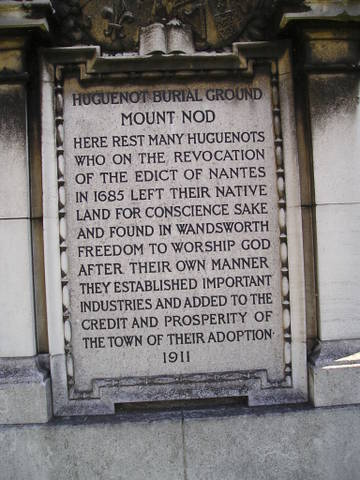 HUGUENOT BURIAL GROUND
MOUNT NOD
HERE REST MANY HUGUENOTS
WHO ON THE REVOCATION
OF THE EDICT OF NANTES
IN 1685 LEFT THEIR NATIVE
LAND FOR CONSCIENCE SAKE
AND FOUND IN WANDSWORTH
FREEDOM TO WORSHIP GOD
AFTER THEIR OWN MANNER
THEY ESTABLISHED IMPORTANT
INDUSTRIES AND ADDED TO THE
CREDIT AND PROSPERITY OF
THE TOWN OF THEIR ADOPTION·
1911